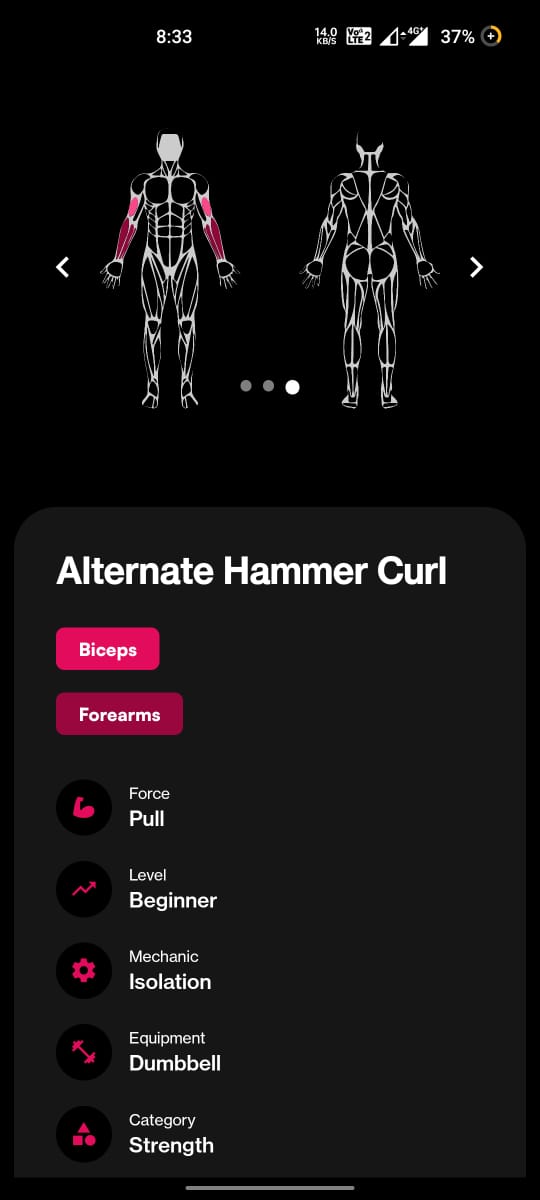 8:33
14.0
KB/S
Vo
LTE 2
4G+
37%
Alternate Hammer Curl
Biceps
Forearms
Force
Pull
Level
Beginner
Mechanic
Isolation
Equipment
Dumbbell
Category
Strength